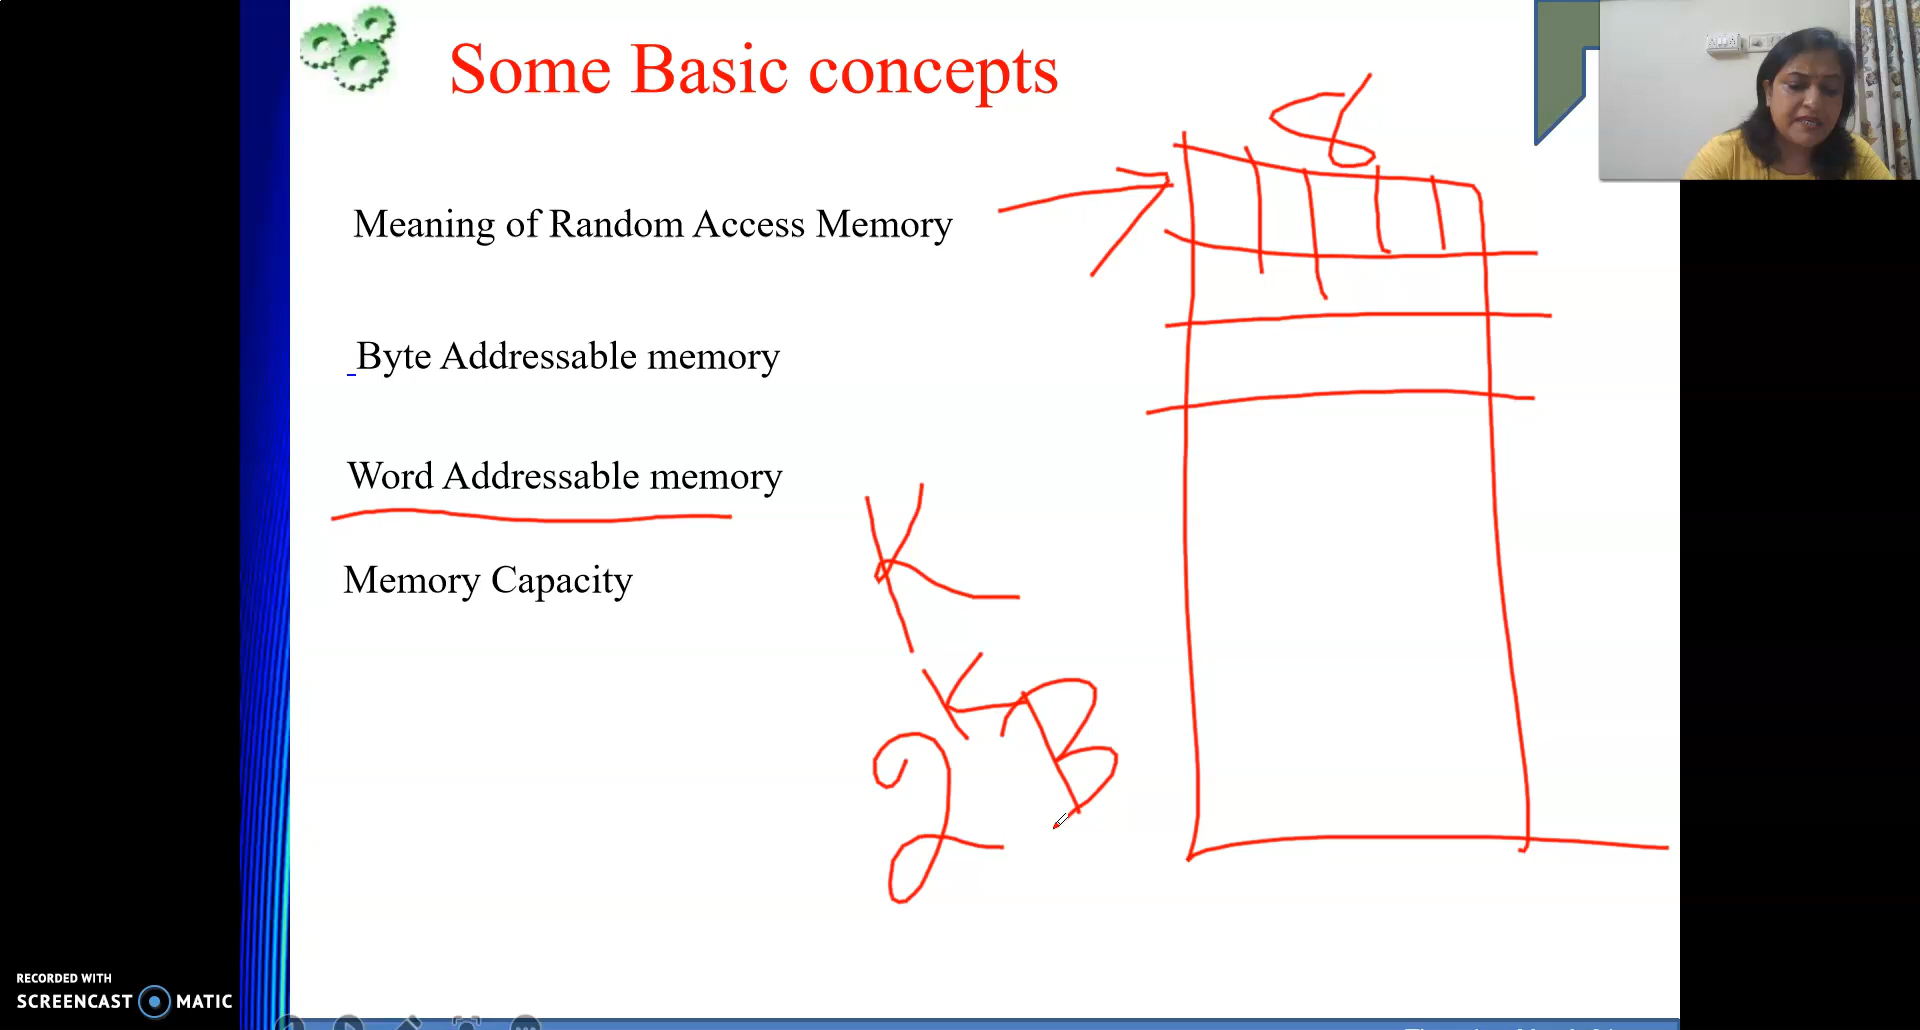 Some Basic concepts
8
Meaning of Random Access Memory
Byte Addressable memory
Word Addressable memory
K
Memory Capacity
2
K
B
RECORDED WITH
SCREENCAST MATIC